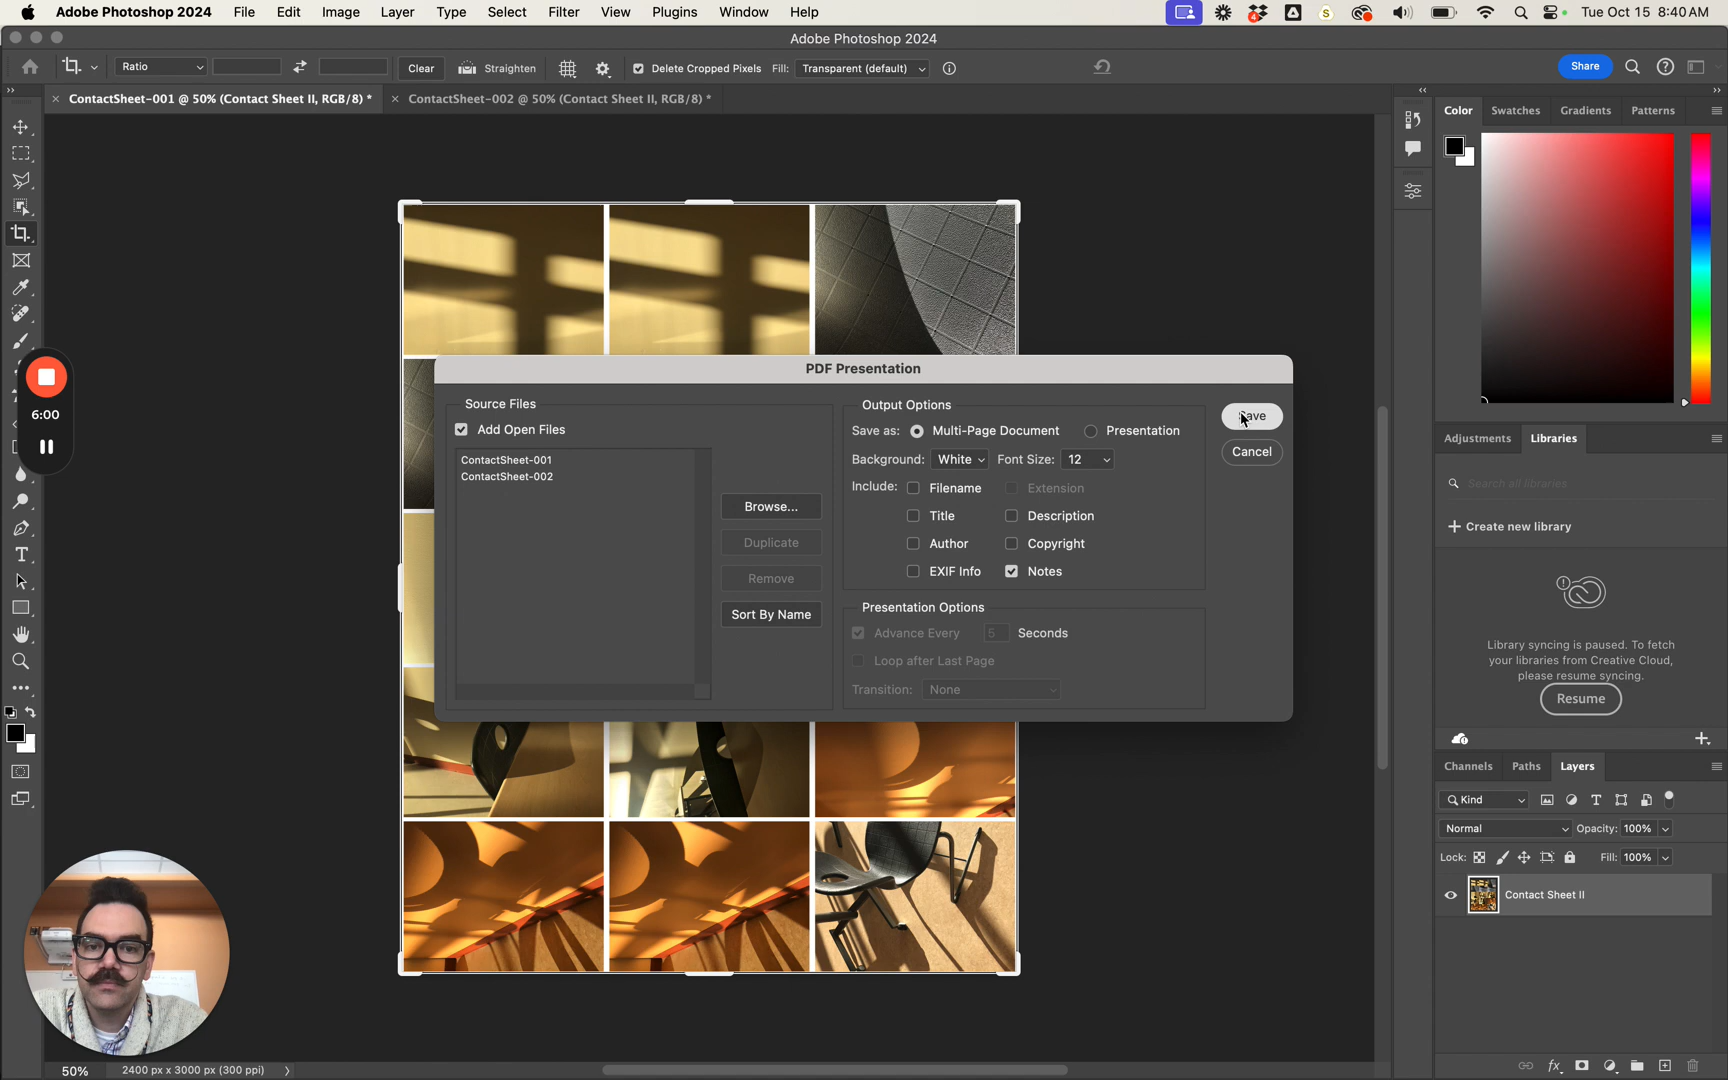 Adobe Photoshop 2024 File Edit Image Layer Type Select Filter View Plugins Window Help Tue Oct 15 8:40 AM
Adobe Photoshop 2024
Ratio Clear Straighten Delete Cropped Pixels Fill: Transparent (default) Share
ContactSheet-001 @ 50% (Contact Sheet II, RGB/8) * ContactSheet-002 @ 50% (Contact Sheet II, RGB/8) *
Color Swatches Gradients Patterns
6:00
PDF Presentation
Source Files
Add Open Files
ContactSheet-001
ContactSheet-002
Browse...
Duplicate
Remove
Sort By Name
Output Options
Save as: Multi-Page Document Presentation
Background: White Font Size: 12
Include: Filename Extension
Title Description
Author Copyright
EXIF Info Notes
Presentation Options
Advance Every 5 Seconds
Loop after Last Page
Transition: None
Save
Cancel
Adjustments Libraries
Search all libraries
Create new library
Library syncing is paused. To fetch
your libraries from Creative Cloud,
please resume syncing.
Resume
Channels Paths Layers
Kind
Normal Opacity: 100%
Lock: Fill: 100%
Contact Sheet II
50% 2400 px x 3000 px (300 ppi)